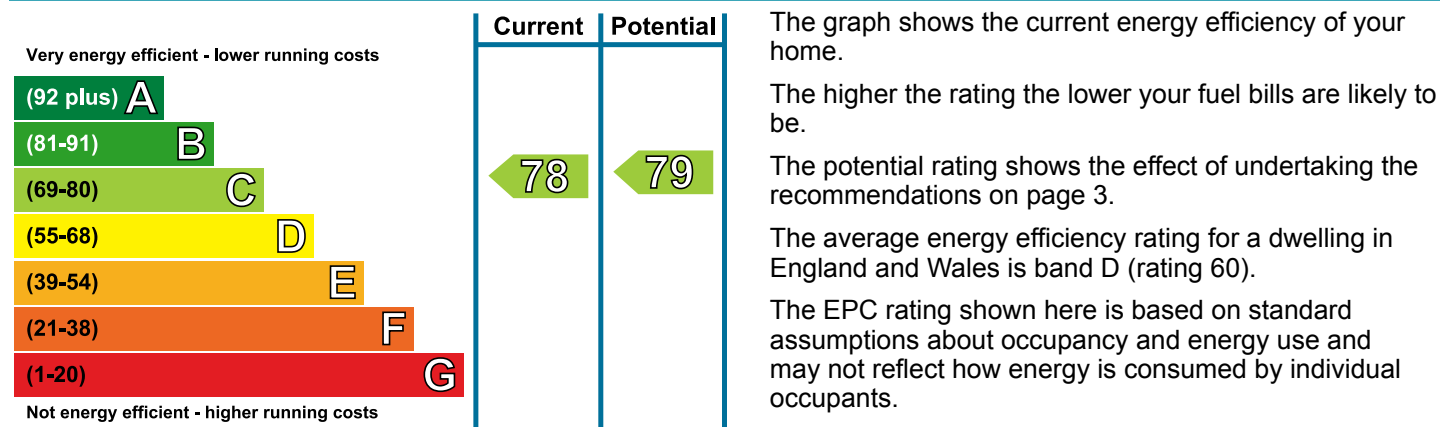 Current Potential
Very energy efficient - lower running costs
(92 plus) A
(81-91) B
(69-80) C
(55-68) D
(39-54) E
(21-38) F
(1-20) G
Not energy efficient - higher running costs
78 79
The graph shows the current energy efficiency of your
home.
The higher the rating the lower your fuel bills are likely to
be.
The potential rating shows the effect of undertaking the
recommendations on page 3.
The average energy efficiency rating for a dwelling in
England and Wales is band D (rating 60).
The EPC rating shown here is based on standard
assumptions about occupancy and energy use and
may not reflect how energy is consumed by individual
occupants.